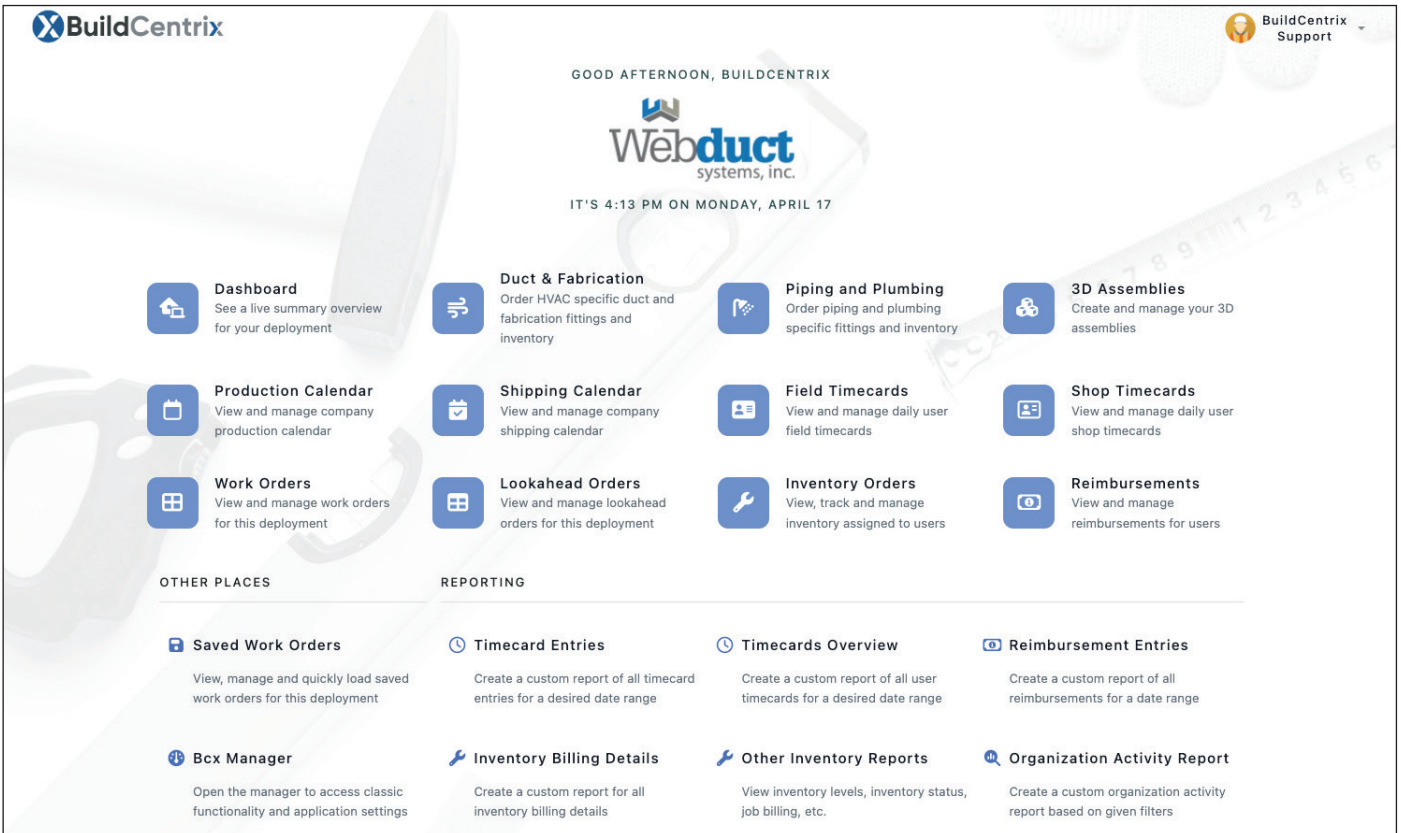 BuildCentrix
BuildCentrix
Support
GOOD AFTERNOON, BUILDCENTRIX
Webduct
systems, inc.
IT'S 4:13 PM ON MONDAY, APRIL 17
Dashboard
See a live summary overview
for your deployment
Duct & Fabrication
Order HVAC specific duct and
fabrication fittings and
inventory
Piping and Plumbing
Order piping and plumbing
specific fittings and inventory
3D Assemblies
Create and manage your 3D
assemblies
Production Calendar
View and manage company
production calendar
Shipping Calendar
View and manage company
shipping calendar
Field Timecards
View and manage daily user
field timecards
Shop Timecards
View and manage daily user
shop timecards
Work Orders
View and manage work orders
for this deployment
Lookahead Orders
View and manage lookahead
orders for this deployment
Inventory Orders
View, track and manage
inventory assigned to users
Reimbursements
View and manage
reimbursements for users
OTHER PLACES
REPORTING
Saved Work Orders
View, manage and quickly load saved
work orders for this deployment
Timecard Entries
Create a custom report of all timecard
entries for a desired date range
Timecards Overview
Create a custom report of all user
timecards for a desired date range
Reimbursement Entries
Create a custom report of all
reimbursements for a date range
Bcx Manager
Open the manager to access classic
functionality and application settings
Inventory Billing Details
Create a custom report for all
inventory billing details
Other Inventory Reports
View inventory levels, inventory status,
job billing, etc.
Organization Activity Report
Create a custom organization activity
report based on given filters